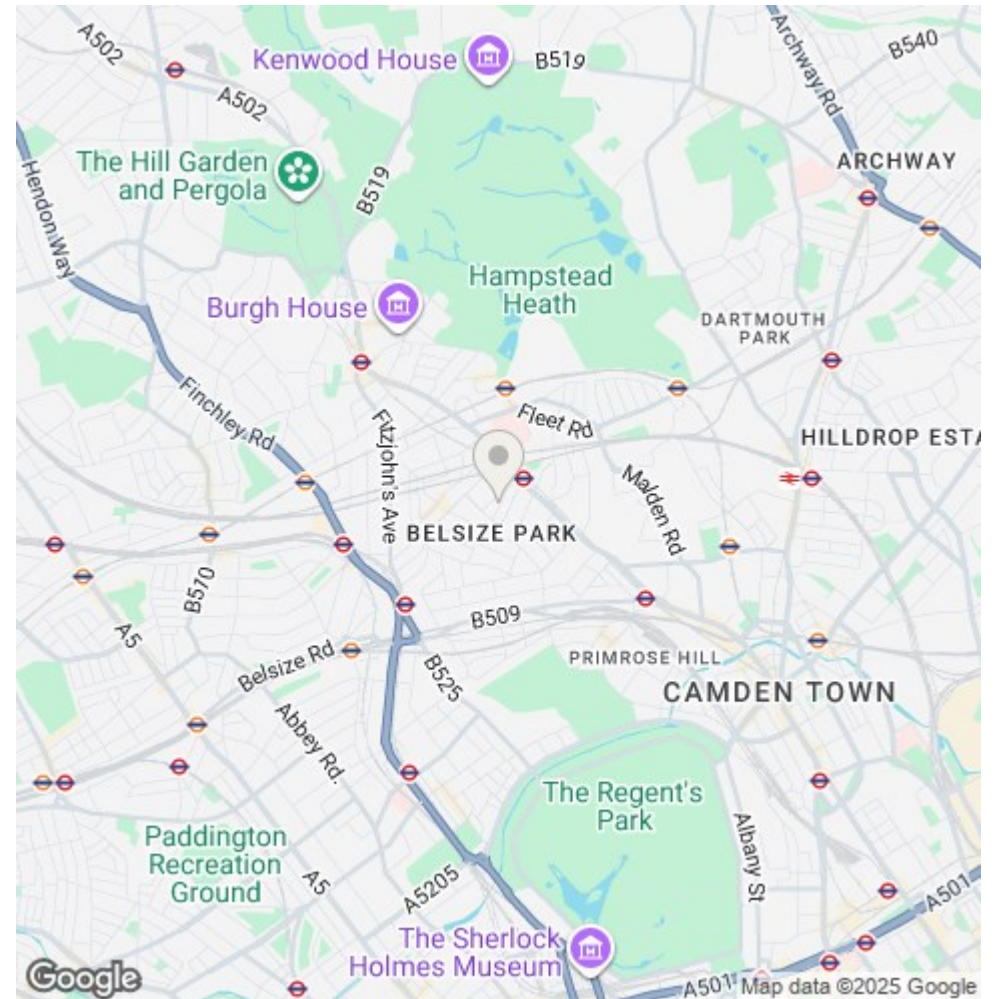 A502
Kenwood House
B519
B540
Archway Rd
A502
The Hill Garden
and Pergola
B519
ARCHWAY
Hendon Way
Hampstead
Heath
Burgh House
DARTMOUTH
PARK
Finchley Rd
Fitzjohn's Ave
Fleet Rd
HILLDROP ESTA
Malden Rd
BELSIZE PARK
B570
A5
B509
Belsize Rd
B525
PRIMROSE HILL
CAMDEN TOWN
Abbey Rd.
The Regent's
Park
Albany St
Paddington
Recreation
Ground
A5
A5205
A501
The Sherlock
Holmes Museum
A501
Google
Map data ©2025 Google